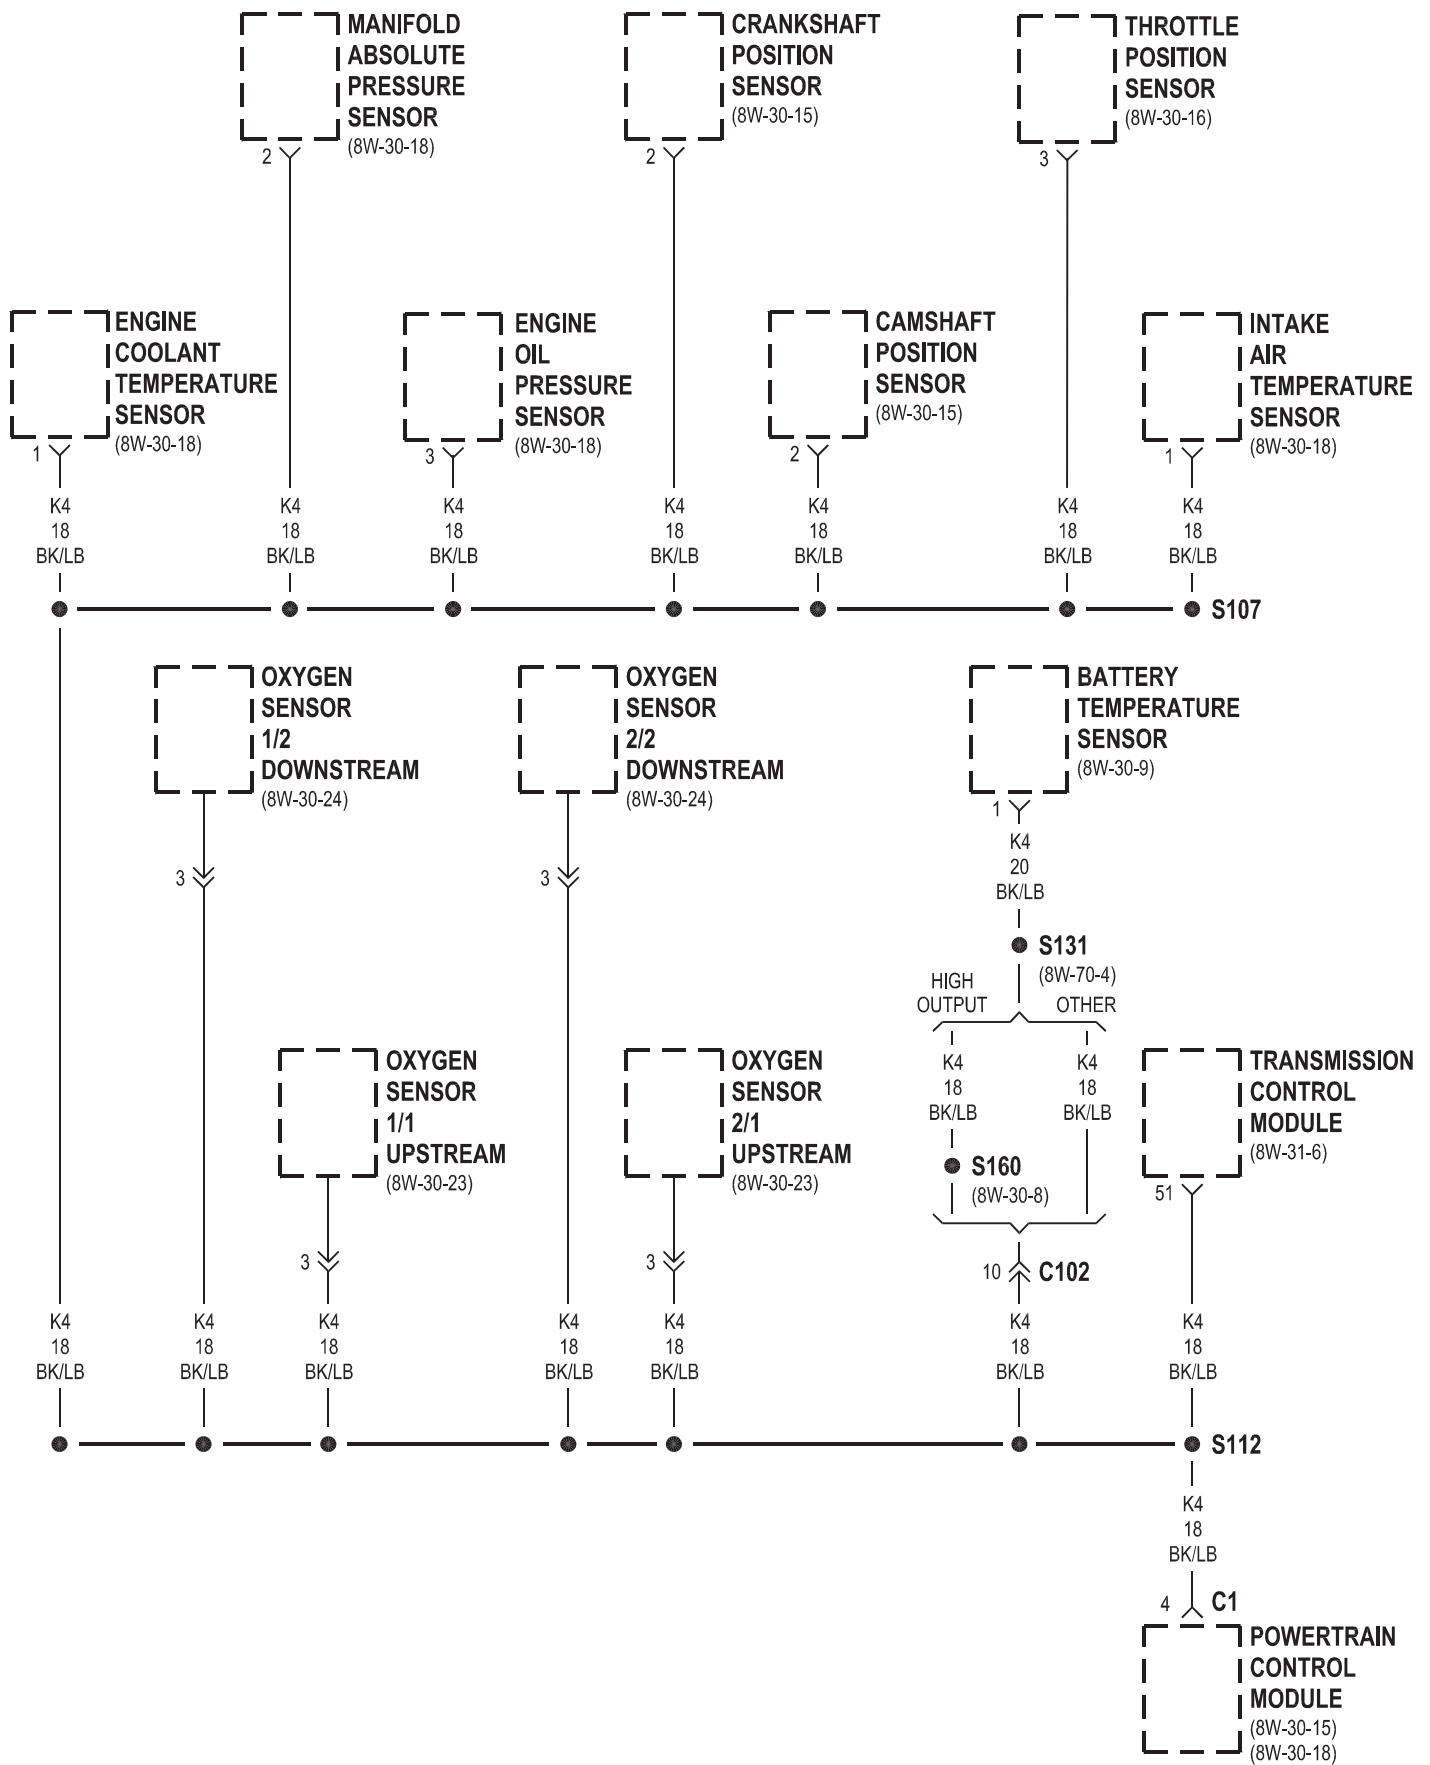 MANIFOLD
ABSOLUTE
PRESSURE
SENSOR
(8W-30-18)
2
CRANKSHAFT
POSITION
SENSOR
(8W-30-15)
2
THROTTLE
POSITION
SENSOR
(8W-30-16)
3
ENGINE
COOLANT
TEMPERATURE
SENSOR
(8W-30-18)
1
ENGINE
OIL
PRESSURE
SENSOR
(8W-30-18)
3
CAMSHAFT
POSITION
SENSOR
(8W-30-15)
2
INTAKE
AIR
TEMPERATURE
SENSOR
(8W-30-18)
1
K4 K4 K4 K4 K4 K4 K4
18 18 18 18 18 18 18
BK/LB BK/LB BK/LB BK/LB BK/LB BK/LB BK/LB
S107
OXYGEN
SENSOR
1/2
DOWNSTREAM
(8W-30-24)
3
OXYGEN
SENSOR
2/2
DOWNSTREAM
(8W-30-24)
3
BATTERY
TEMPERATURE
SENSOR
(8W-30-9)
1
K4
20
BK/LB
S131
(8W-70-4)
HIGH
OUTPUT
OTHER
K4 K4
18 18
BK/LB BK/LB
S160
(8W-30-8)
10 C102
OXYGEN
SENSOR
1/1
UPSTREAM
(8W-30-23)
3
OXYGEN
SENSOR
2/1
UPSTREAM
(8W-30-23)
3
TRANSMISSION
CONTROL
MODULE
(8W-31-6)
51
K4 K4 K4 K4 K4 K4 K4
18 18 18 18 18 18 18
BK/LB BK/LB BK/LB BK/LB BK/LB BK/LB BK/LB
S112
K4
18
BK/LB
4 C1
POWERTRAIN
CONTROL
MODULE
(8W-30-15)
(8W-30-18)